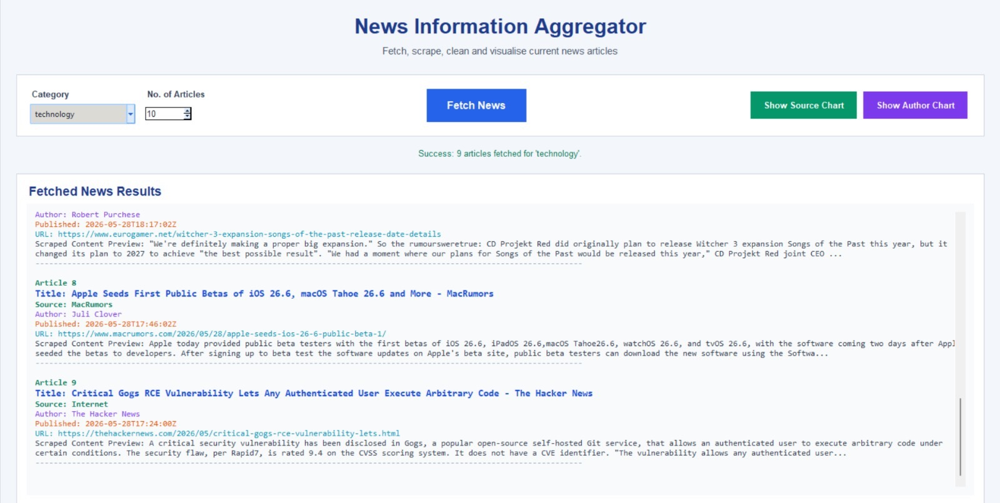 News Information Aggregator
Fetch, scrape, clean and visualise current news articles
Category
No. of Articles
technology
10
Fetch News
Show Source Chart
Show Author Chart
Success: 9 articles fetched for 'technology'.
Fetched News Results
Author: Robert Purchese
Published: 2026-05-28T18:17:02Z
URL: https://www.eurogamer.net/witcher-3-expansion-songs-of-the-past-release-date-details
Scraped Content Preview: "We're definitely making a proper big expansion." So the rumoursweretrue: CD Projekt Red did originally plan to release Witcher 3 expansion Songs of the Past this year, but it
changed its plan to 2027 to achieve "the best possible result". "We had a moment where our plans for Songs of the Past would be released this year," CD Projekt Red joint CEO ...
Article 8
Title: Apple Seeds First Public Betas of iOS 26.6, macOS Tahoe 26.6 and More - MacRumors
Source: MacRumors
Author: Juli Clover
Published: 2026-05-28T17:46:02Z
URL: https://www.macrumors.com/2026/05/28/apple-seeds-ios-26-6-public-beta-1/
Scraped Content Preview: Apple today provided public beta testers with the first betas of iOS 26.6, iPadOS 26.6,macOS Tahoe26.6, watchOS 26.6, and tvOS 26.6, with the software coming two days after Appl
seeded the betas to developers. After signing up to beta test the software updates on Apple's beta site, public beta testers can download the new software using the Softwa...
Article 9
Title: Critical Gogs RCE Vulnerability Lets Any Authenticated User Execute Arbitrary Code - The Hacker News
Source: Internet
Author: The Hacker News
Published: 2026-05-28T17:24:00Z
URL: https://thehackernews.com/2026/05/critical-gogs-rce-vulnerability-lets.html
Scraped Content Preview: A critical security vulnerability has been disclosed in Gogs, a popular open-source self-hosted Git service, that allows an authenticated user to execute arbitrary code under
certain conditions. The security flaw, per Rapid7, is rated 9.4 on the CVSS scoring system. It does not have a CVE identifier. "The vulnerability allows any authenticated user...